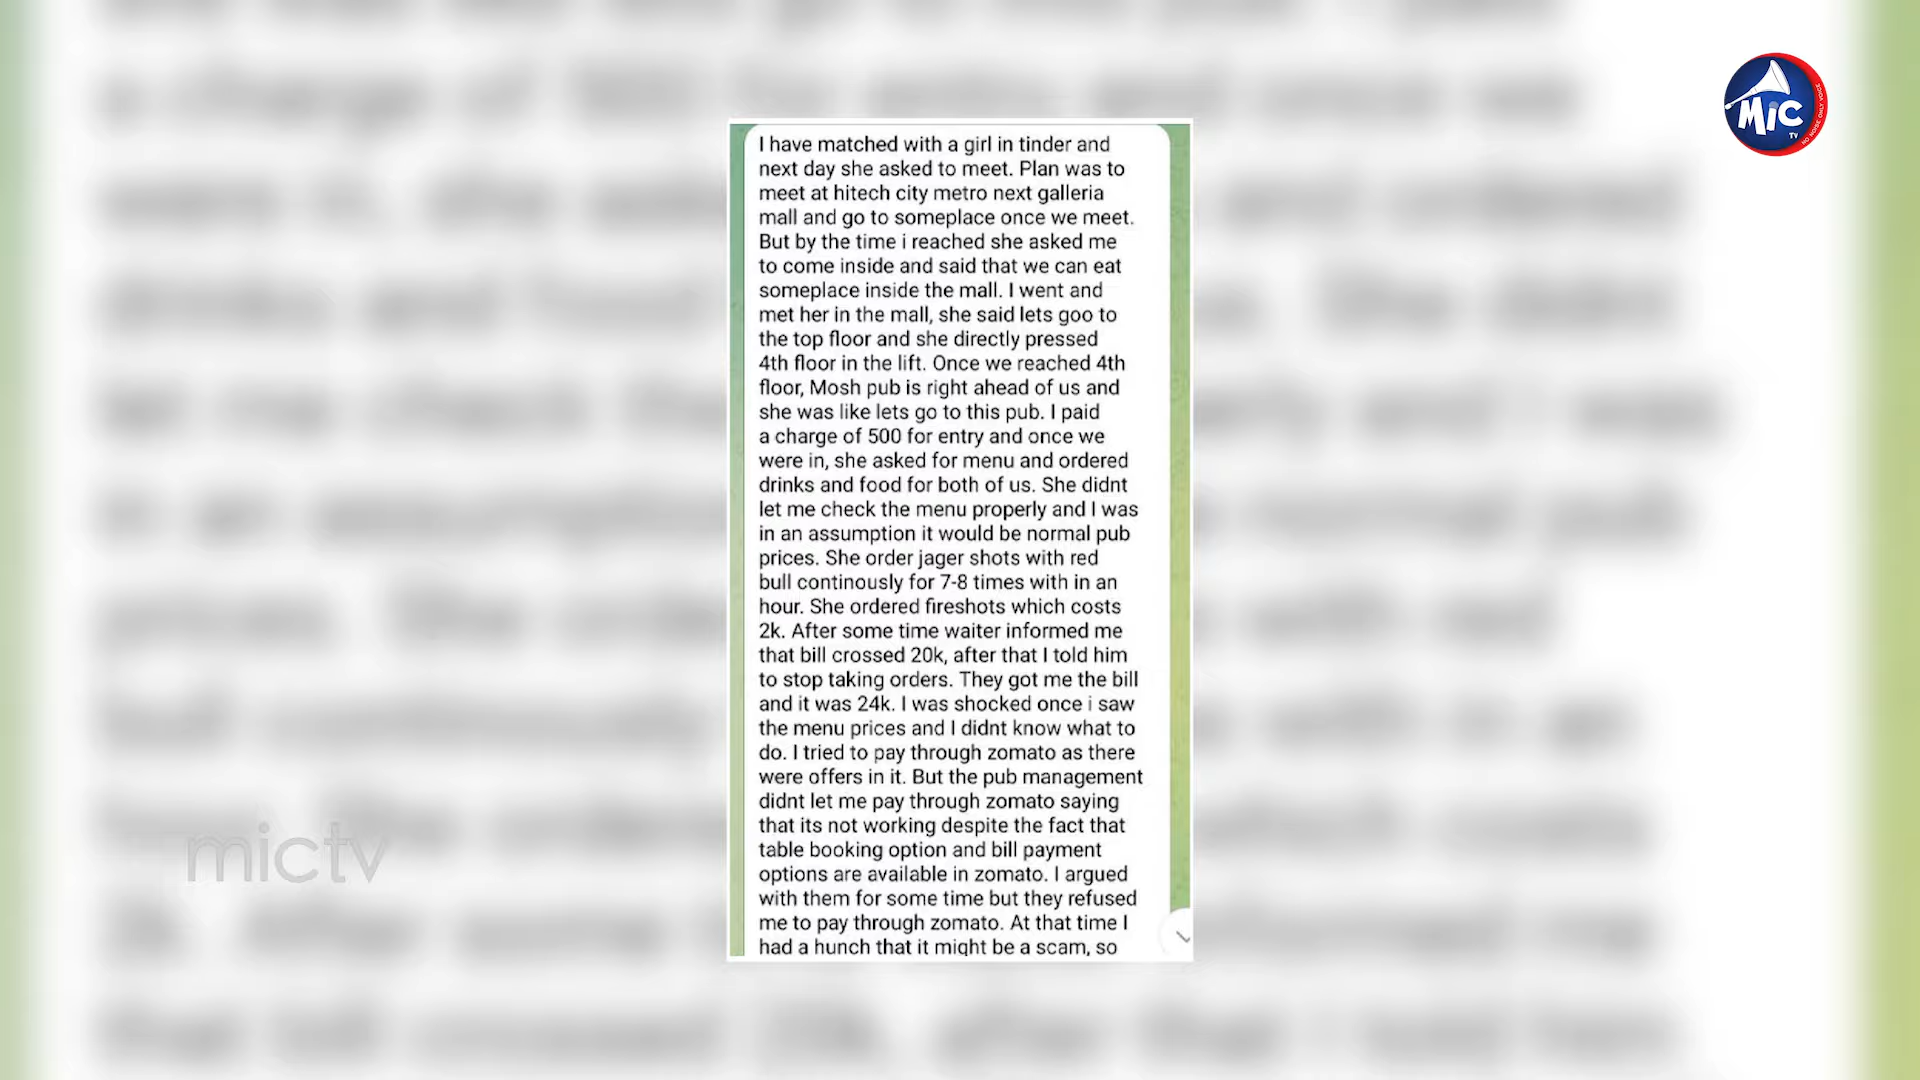 I have matched with a girl in tinder and
next day she asked to meet. Plan was to
meet at hitech city metro next galleria
mall and go to someplace once we meet.
But by the time i reached she asked me
to come inside and said that we can eat
someplace inside the mall. I went and
met her in the mall, she said lets goo to
the top floor and she directly pressed
4th floor in the lift. Once we reached 4th
floor, Mosh pub is right ahead of us and
she was like lets go to this pub. I paid
a charge of 500 for entry and once we
were in, she asked for menu and ordered
drinks and food for both of us. She didnt
let me check the menu properly and I was
in an assumption it would be normal pub
prices. She order jager shots with red
bull continously for 7-8 times with in an
hour. She ordered fireshots which costs
2k. After some time waiter informed me
that bill crossed 20k, after that I told him
to stop taking orders. They got me the bill
and it was 24k. I was shocked once i saw
the menu prices and I didnt know what to
do. I tried to pay through zomato as there
were offers in it. But the pub management
didnt let me pay through zomato saying
that its not working despite the fact that
table booking option and bill payment
options are available in zomato. I argued
with them for some time but they refused
me to pay through zomato. At that time I
had a hunch that it might be a scam, so
MiC
TV
mictv